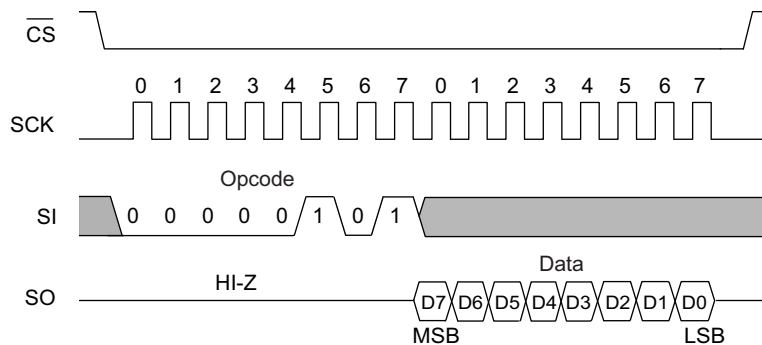 CS
0 1 2 3 4 5 6 7 0 1 2 3 4 5 6 7
SCK
Opcode
SI 0 0 0 0 0 1 0 1
HI-Z Data
SO D7 D6 D5 D4 D3 D2 D1 D0
MSB LSB